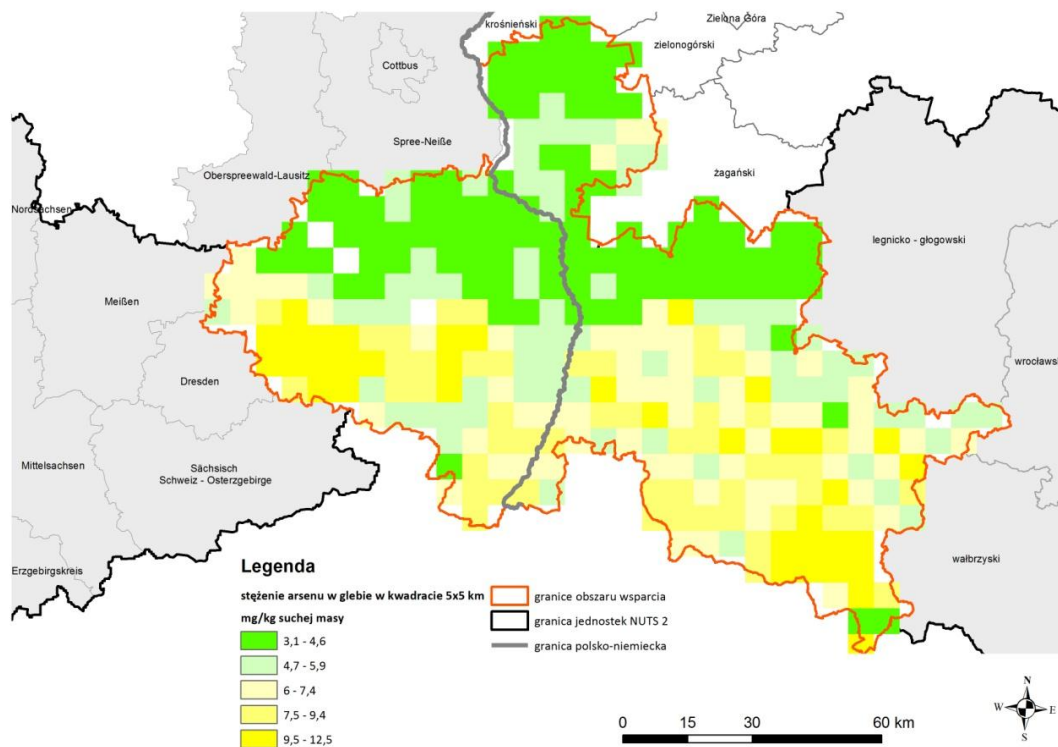 krośnieński
Zielona Góra
zielonogórski
Cottbus
Spree-Neiße
Oberspreewald-Lausitz
żagański
Nordsachsen
legnicko - głogowski
Meißen
wrocławsk
Dresden
Mittelsachsen
Sächsisch
Schweiz - Osterzgebirge
Erzgebirgskreis
wałbrzyski
Legenda
stężenie arsenu w glebie w kwadracie 5x5 km
mg/kg suchej masy
3,1 - 4,6
4,7 - 5,9
6 - 7,4
7,5 - 9,4
9,5 - 12,5
granice obszaru wsparcia
granica jednostek NUTS 2
granica polsko-niemiecka
N
W E
S
0 15 30 60 km